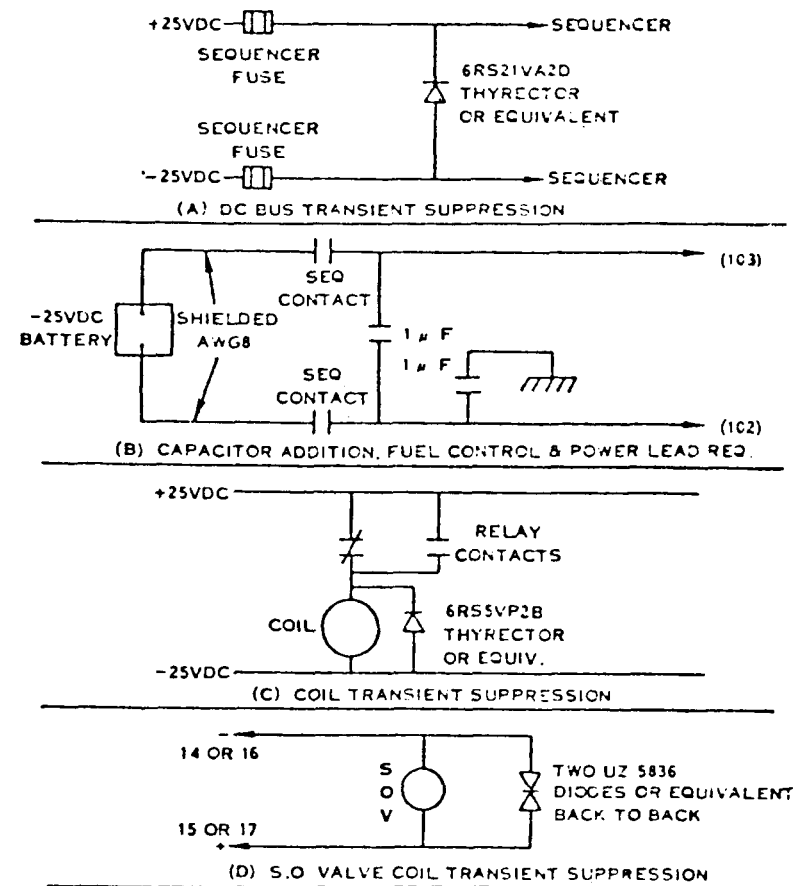 +25VDC
SEQUENCER
SEQUENCER
FUSE
6RS21VA2D
THYRECTOR
OR EQUIVALENT
SEQUENCER
FUSE
-25VDC
SEQUENCER
(A) DC BUS TRANSIENT SUPPRESSION
(103)
SEQ
CONTACT
-25VDC
BATTERY
SHIELDED
AWG8
1 µ F
1 µ F
SEQ
CONTACT
(102)
(B) CAPACITOR ADDITION, FUEL CONTROL & POWER LEAD REQ.
+25VDC
RELAY
CONTACTS
COIL
6RS5VP2B
THYRECTOR
OR EQUIV.
-25VDC
(C) COIL TRANSIENT SUPPRESSION
-
14 OR 16
S
O
V
TWO UZ 5836
DIODES OR EQUIVALENT
BACK TO BACK
15 OR 17
+
(D) S.O VALVE COIL TRANSIENT SUPPRESSION